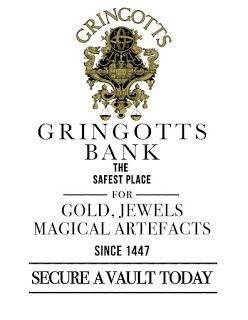 GRINGOTTS
GRINGOTTS
BANK
THE
SAFEST PLACE
FOR
GOLD, JEWELS
MAGICAL ARTEFACTS
SINCE 1447
SECURE A VAULT TODAY